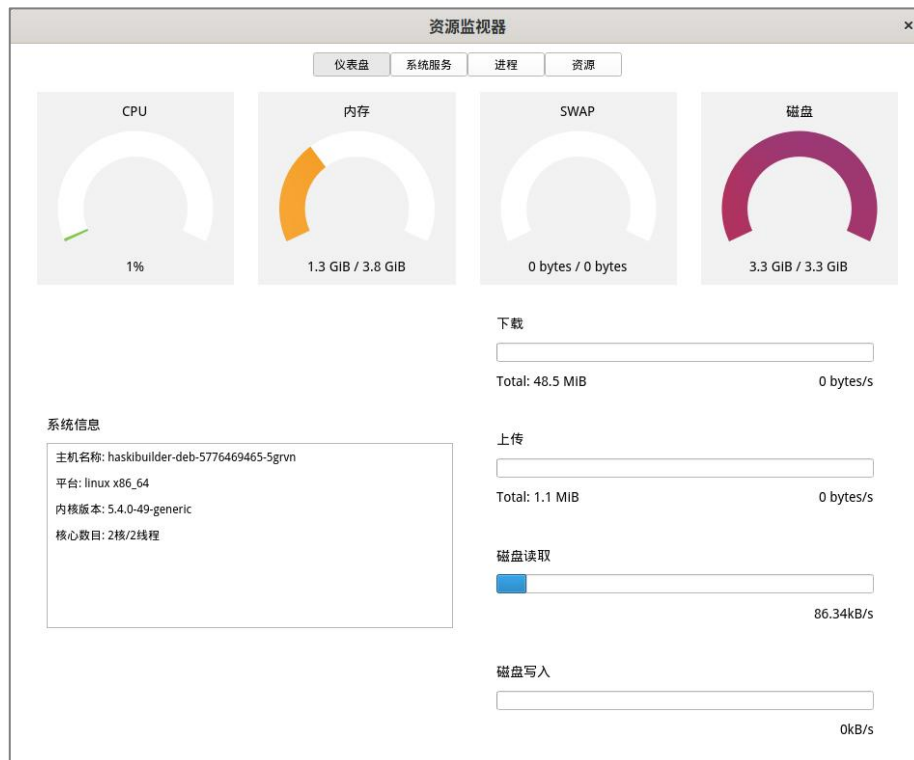 资源监视器 ×
仪表盘 系统服务 进程 资源
CPU 内存 SWAP 磁盘
1% 1.3 GiB / 3.8 GiB 0 bytes / 0 bytes 3.3 GiB / 3.3 GiB
下载
Total: 48.5 MiB 0 bytes/s
系统信息
主机名称: haskibuilder-deb-5776469465-5grvn
平台: linux x86_64
内核版本: 5.4.0-49-generic
核心数目: 2核/2线程
上传
Total: 1.1 MiB 0 bytes/s
磁盘读取
86.34kB/s
磁盘写入
0kB/s